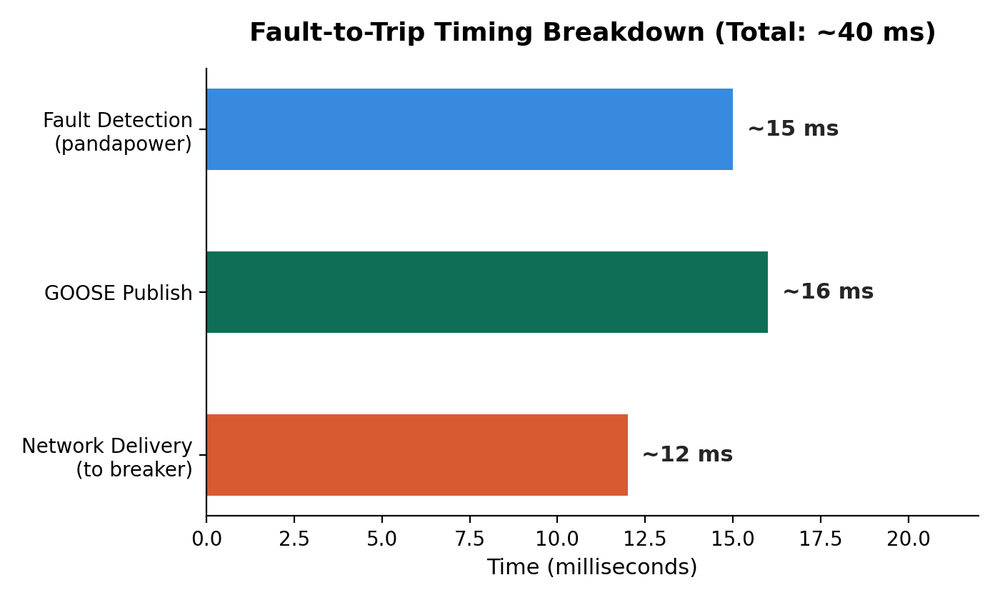 Fault-to-Trip Timing Breakdown (Total: ~40 ms)
Fault Detection
(pandapower)
~15 ms
GOOSE Publish
~16 ms
Network Delivery
(to breaker)
~12 ms
0.0 2.5 5.0 7.5 10.0 12.5 15.0 17.5 20.0
Time (milliseconds)